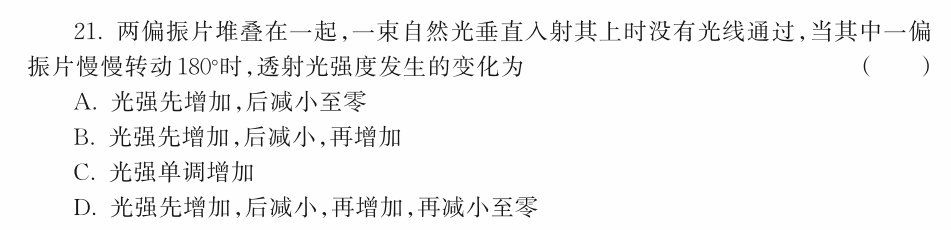 21. 两偏振片堆叠在一起,一束自然光垂直入射其上时没有光线通过,当其中一偏
振片慢慢转动180°时,透射光强度发生的变化为 (  )
A. 光强先增加,后减小至零
B. 光强先增加,后减小,再增加
C. 光强单调增加
D. 光强先增加,后减小,再增加,再减小至零